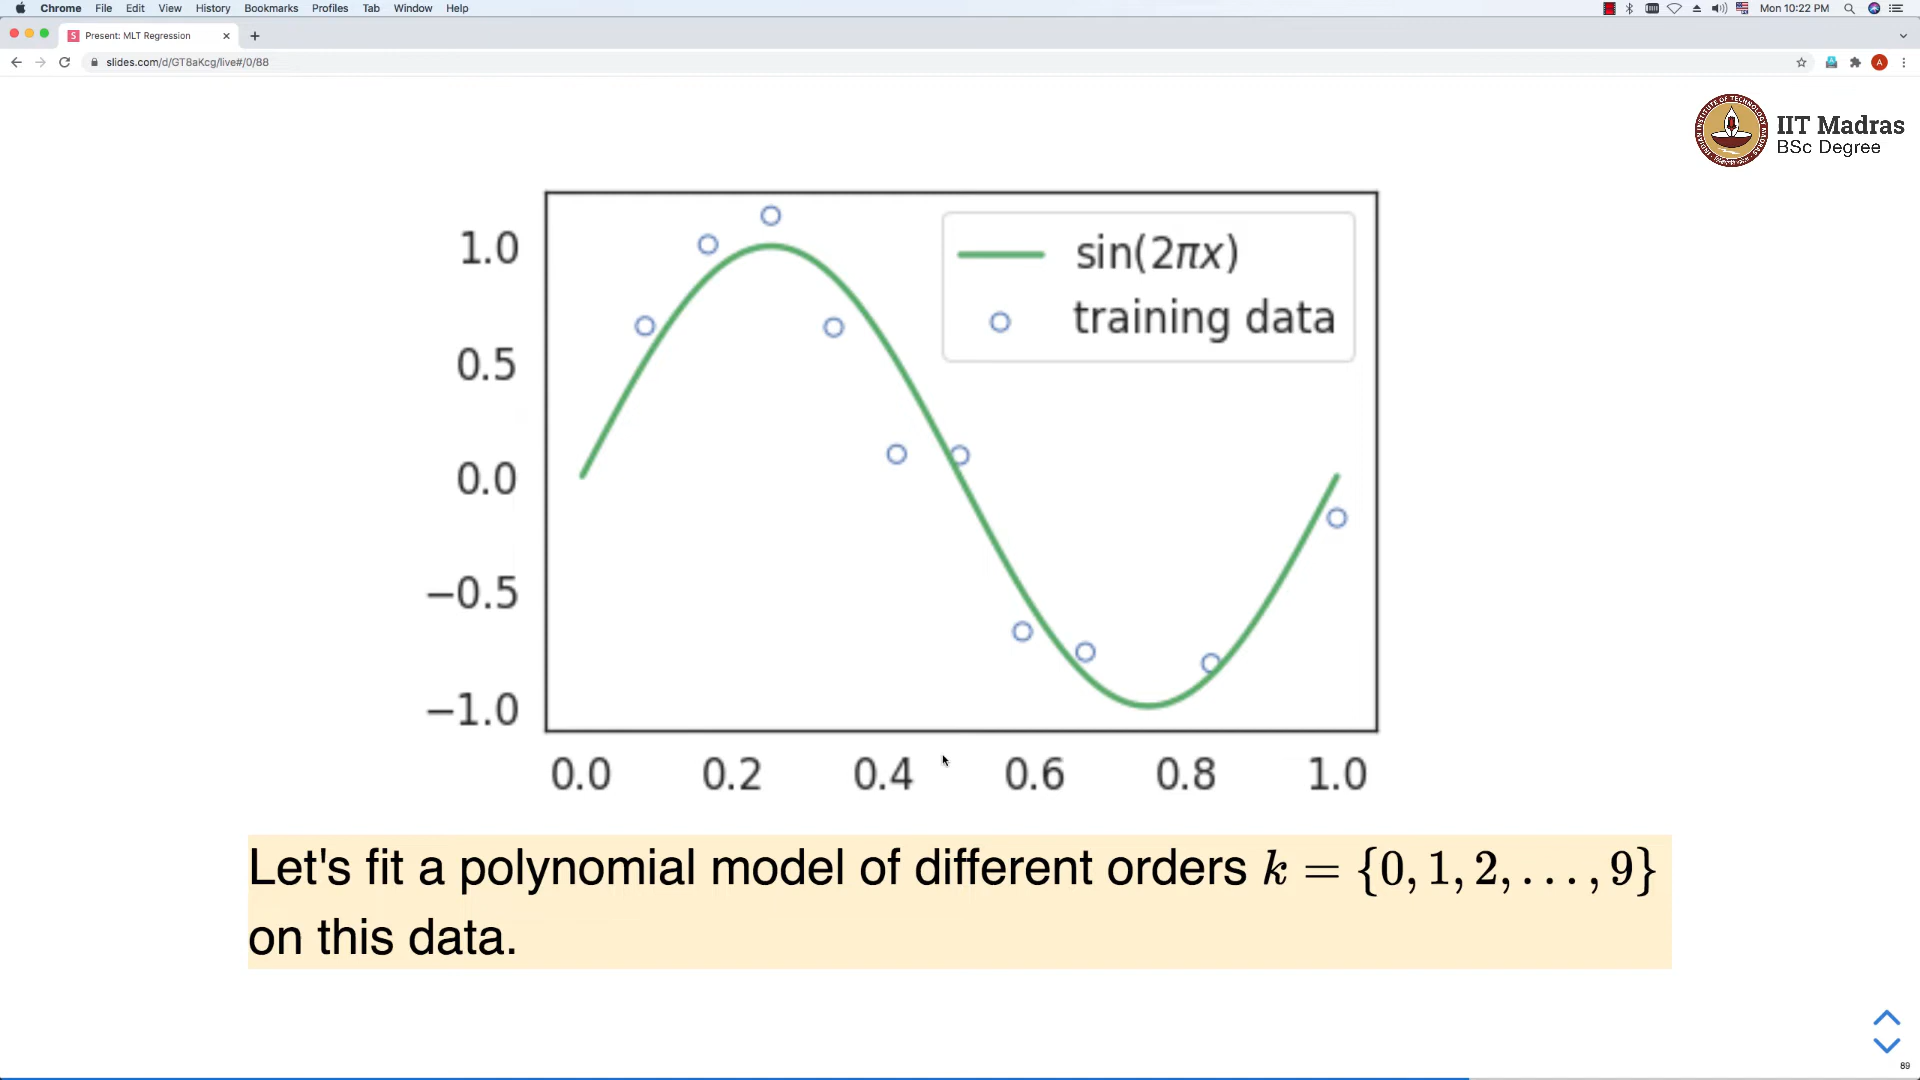 Chrome File Edit View History Bookmarks Profiles Tab Window Help Mon 10:22 PM
Present: MLT Regression
slides.com/d/GT8aKcg/live#/0/88
A
IIT Madras
BSc Degree
sin(2πx)
training data
1.0
0.5
0.0
−0.5
−1.0
0.0 0.2 0.4 0.6 0.8 1.0
Let's fit a polynomial model of different orders k = {0, 1, 2, . . . , 9}
on this data.
89